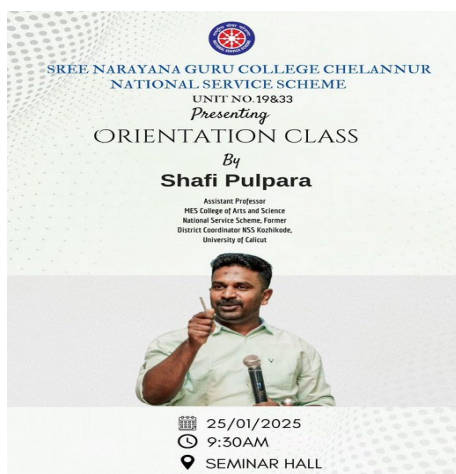 SREE NARAYANA GURU COLLEGE CHELANNUR
NATIONAL SERVICE SCHEME
UNIT NO.19&33
Presenting
ORIENTATION CLASS
By
Shafi Pulpara
Assistant Professor
MES College of Arts and Science
National Service Scheme, Former
District Coordinator NSS Kozhikode,
University of Calicut
25/01/2025
9:30AM
SEMINAR HALL